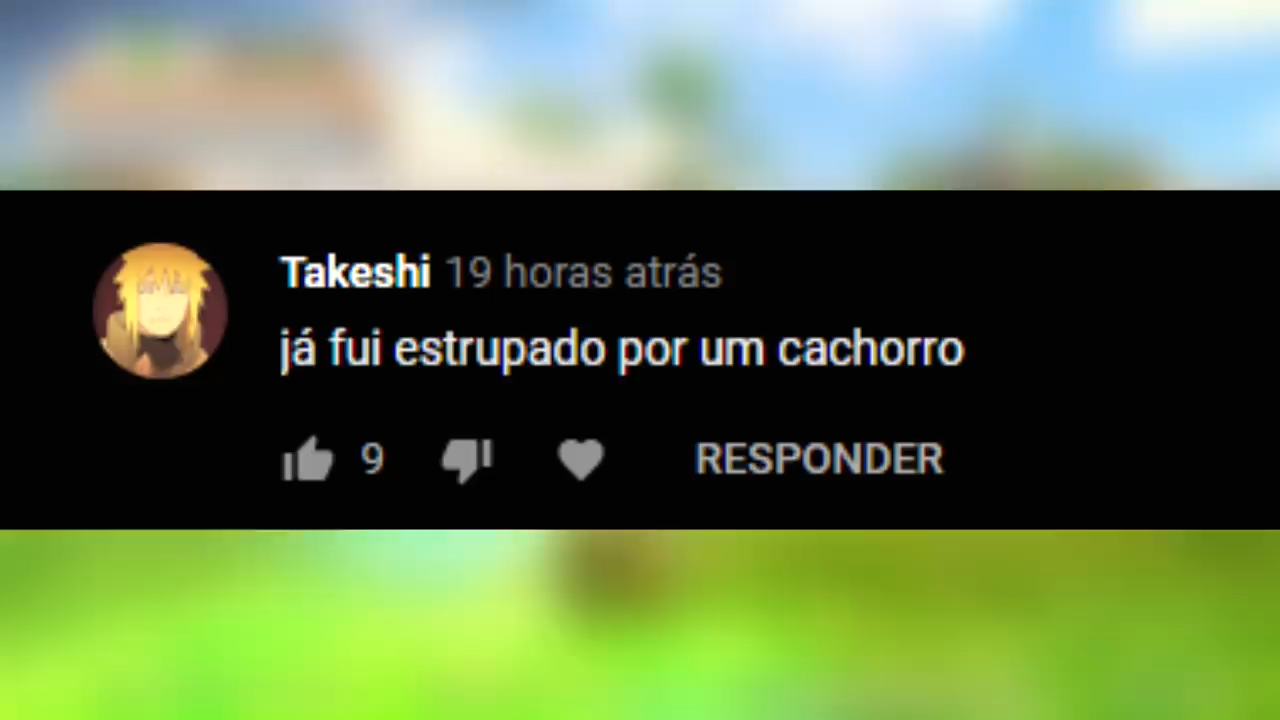 Takeshi 19 horas atrás
já fui estrupado por um cachorro
9 RESPONDER